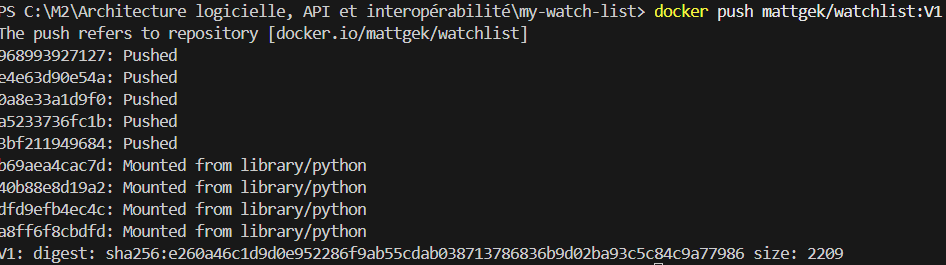 PS C:\M2\Architecture logicielle, API et interopérabilité\my-watch-list> docker push mattgek/watchlist:V1
The push refers to repository [docker.io/mattgek/watchlist]
968993927127: Pushed
e4e63d90e54a: Pushed
0a8e33a1d9f0: Pushed
a5233736fc1b: Pushed
3bf211949684: Pushed
b69aea4cac7d: Mounted from library/python
40b88e8d19a2: Mounted from library/python
dfd9efb4ec4c: Mounted from library/python
a8ff6f8cbdfd: Mounted from library/python
V1: digest: sha256:e260a46c1d9d0e952286f9ab55cdab038713786836b9d02ba93c5c84c9a77986 size: 2209